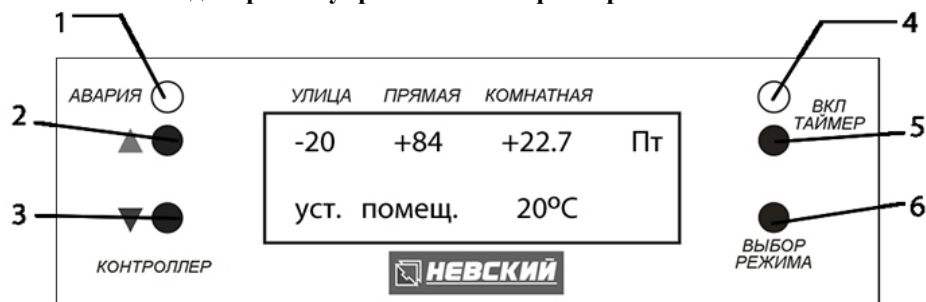 1
4
АВАРИЯ
УЛИЦА ПРЯМАЯ КОМНАТНАЯ
ВКЛ
ТАЙМЕР
2
5
-20 +84 +22.7 Пт
3
6
уст. помещ. 20°С
КОНТРОЛЛЕР
НЕВСКИЙ
ВЫБОР
РЕЖИМА